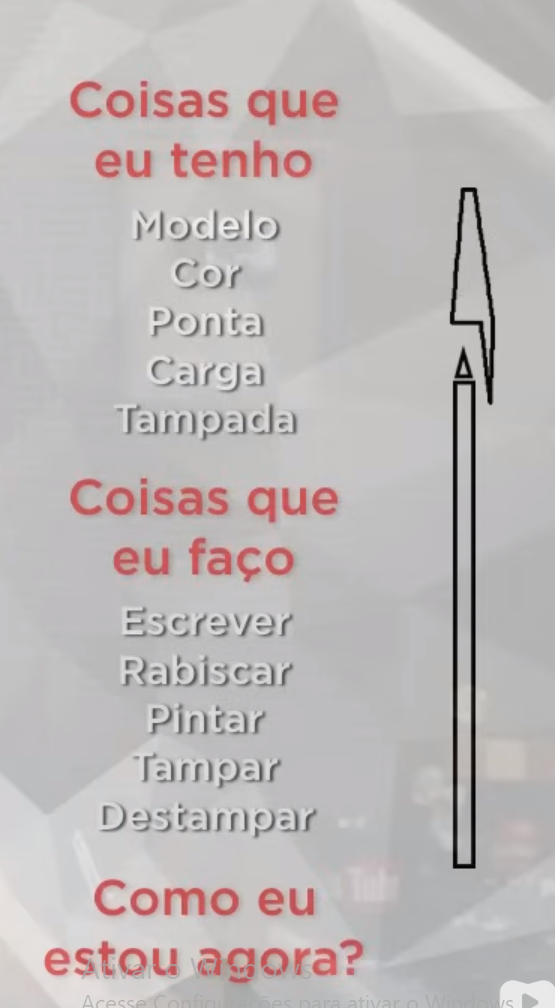 Coisas que
eu tenho
Modelo
Cor
Ponta
Carga
Tampada
Coisas que
eu faço
Escrever
Rabiscar
Pintar
Tampar
Destampar
Como eu
estou agora?
Ativar o Windows
Acesse Configurações para ativar o Windows.